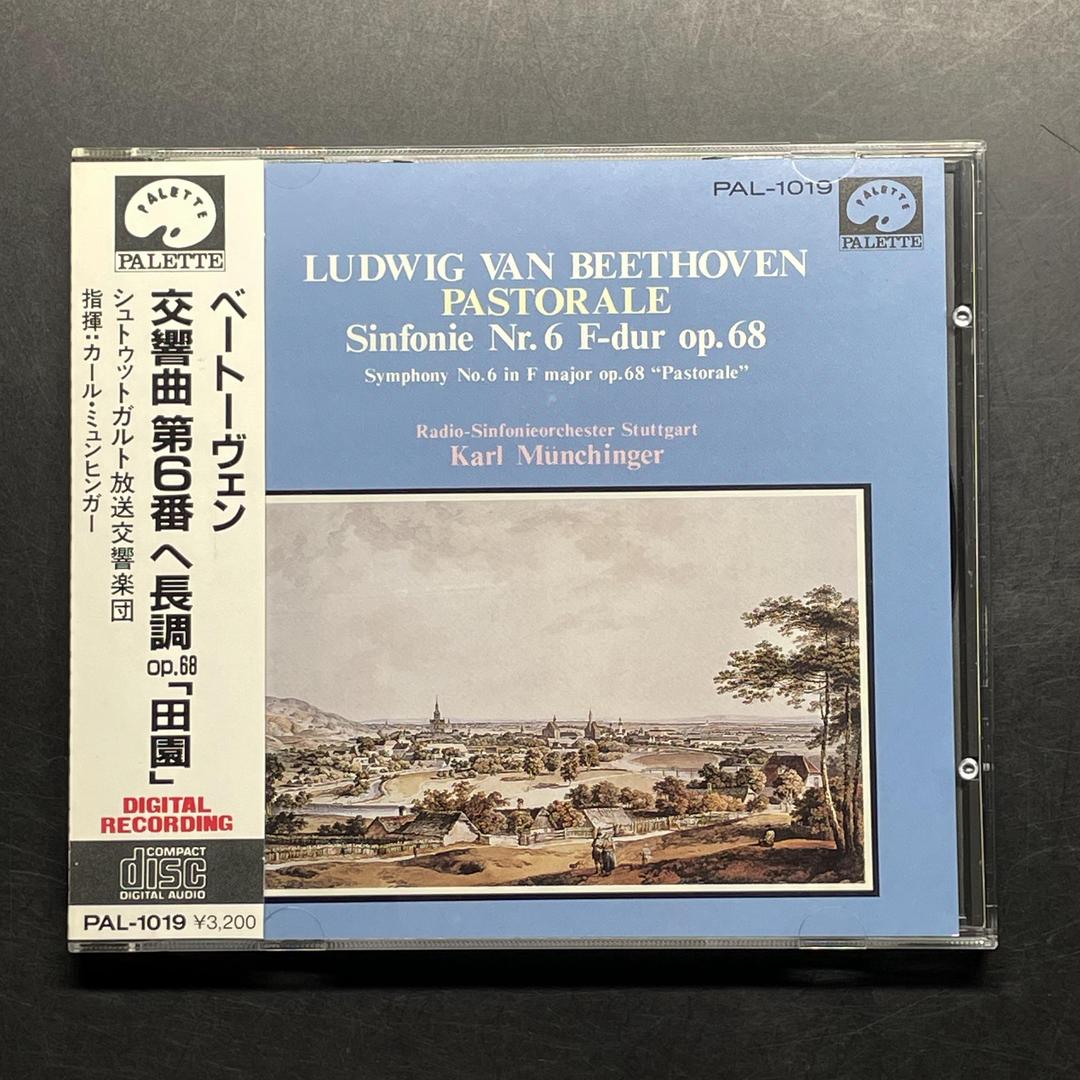 PALETTE
PALETTE
ベートーヴェン
交響曲 第6番 ヘ長調 op.68「田園」
シュトゥットガルト放送交響楽団
指揮:カール・ミュンヒンガー
DIGITAL
RECORDING
COMPACT
disc
DIGITAL AUDIO
PAL-1019 ¥3,200
PAL-1019
PALETTE
PALETTE
LUDWIG VAN BEETHOVEN
PASTORALE
Sinfonie Nr. 6 F-dur op. 68
Symphony No. 6 in F major op. 68 “Pastorale”
Radio-Sinfonieorchester Stuttgart
Karl Münchinger